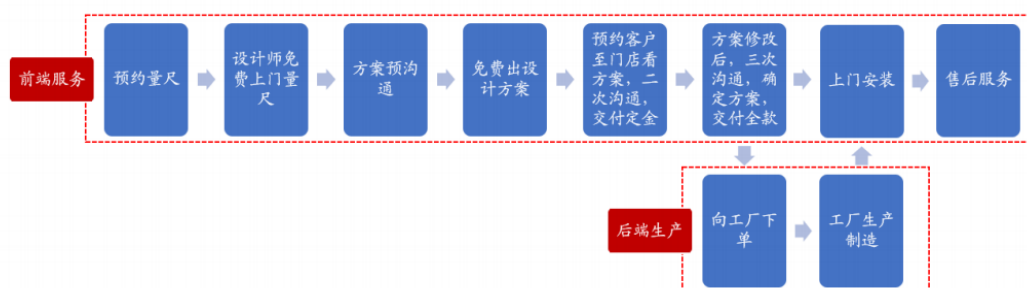 前端服务
预约量尺
设计师免
费上门量
尺
方案预沟
通
免费出设
计方案
预约客户
至门店看
方案，二
次沟通，
交付定金
方案修改
后，三次
沟通，确
定方案，
交付全款
上门安装
售后服务
后端生产
向工厂下
单
工厂生产
制造